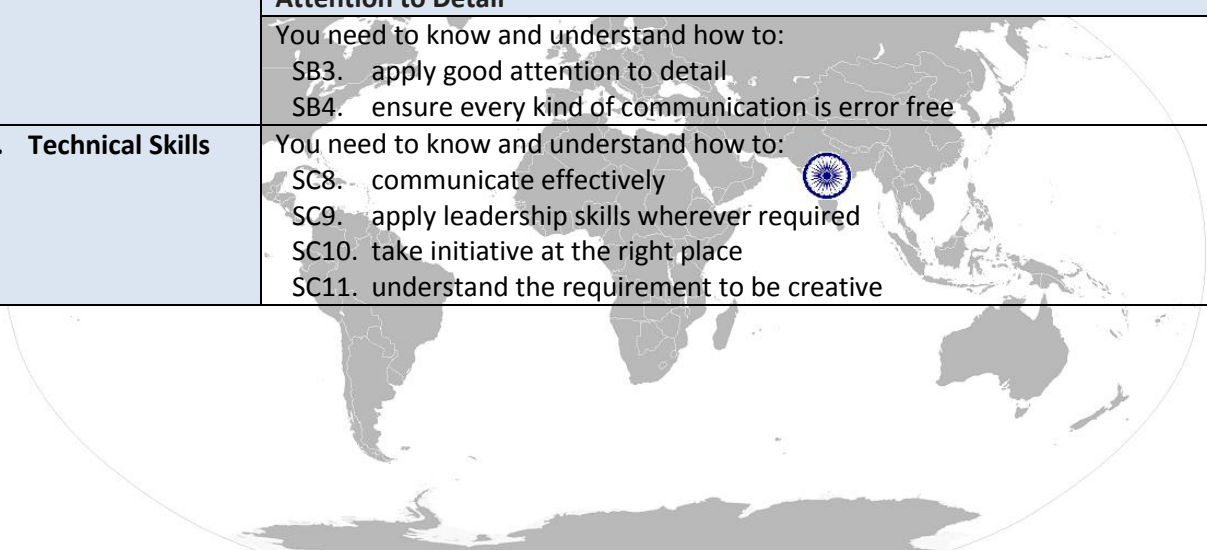 Attention to Detail
You need to know and understand how to:
SB3. apply good attention to detail
SB4. ensure every kind of communication is error free
. Technical Skills
You need to know and understand how to:
SC8. communicate effectively
SC9. apply leadership skills wherever required
SC10. take initiative at the right place
SC11. understand the requirement to be creative